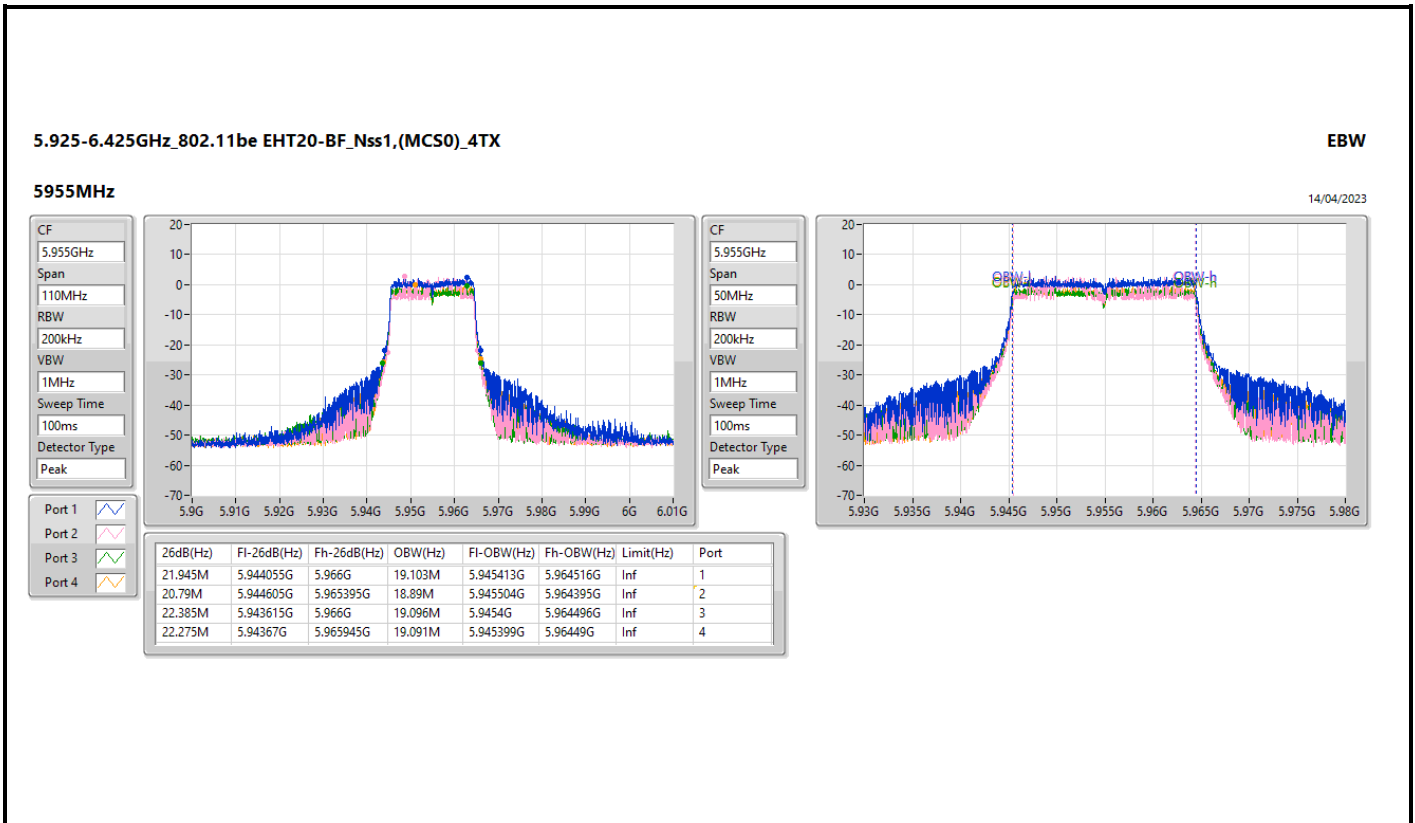 5.925-6.425GHz_802.11be EHT20-BF_Nss1,(MCS0)_4TX EBW
5955MHz
14/04/2023
CF
5.955GHz
Span
110MHz
RBW
200kHz
VBW
1MHz
Sweep Time
100ms
Detector Type
Peak
20
10
0
-10
-20
-30
-40
-50
-60
-70
5.9G 5.91G 5.92G 5.93G 5.94G 5.95G 5.96G 5.97G 5.98G 5.99G 6G 6.01G
CF
5.955GHz
Span
50MHz
RBW
200kHz
VBW
1MHz
Sweep Time
100ms
Detector Type
Peak
20
10
0
-10
-20
-30
-40
-50
-60
-70
OBW-l OBW-h
5.93G 5.935G 5.94G 5.945G 5.95G 5.955G 5.96G 5.965G 5.97G 5.975G 5.98G
Port 1
Port 2
Port 3
Port 4
26dB(Hz) Fl-26dB(Hz) Fh-26dB(Hz) OBW(Hz) Fl-OBW(Hz) Fh-OBW(Hz) Limit(Hz) Port
21.945M 5.944055G 5.966G 19.103M 5.945413G 5.964516G Inf 1
20.79M 5.944605G 5.965395G 18.89M 5.945504G 5.964395G Inf 2
22.385M 5.943615G 5.966G 19.096M 5.9454G 5.964496G Inf 3
22.275M 5.94367G 5.965945G 19.091M 5.945399G 5.96449G Inf 4